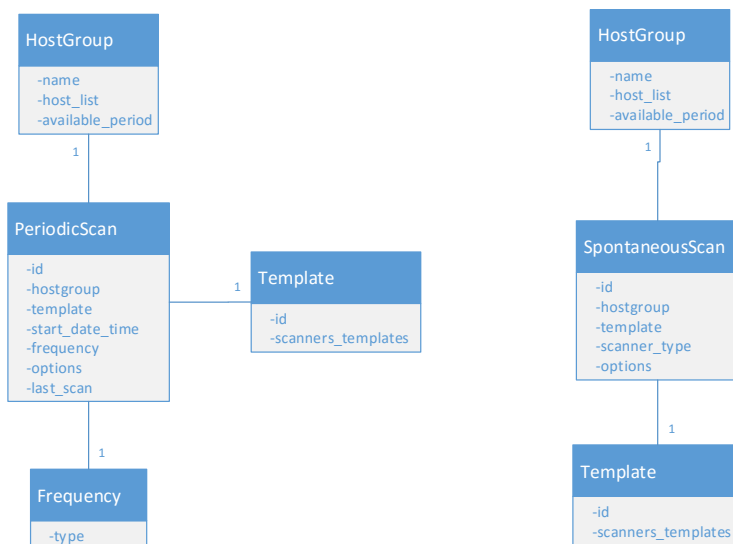 HostGroup
-name
-host_list
-available_period
1
PeriodicScan
-id
-hostgroup
-template
-start_date_time
-frequency
-options
-last_scan
1
Template
-id
-scanners_templates
1
Frequency
-type
HostGroup
-name
-host_list
-available_period
1
SpontaneousScan
-id
-hostgroup
-template
-scanner_type
-options
1
Template
-id
-scanners_templates